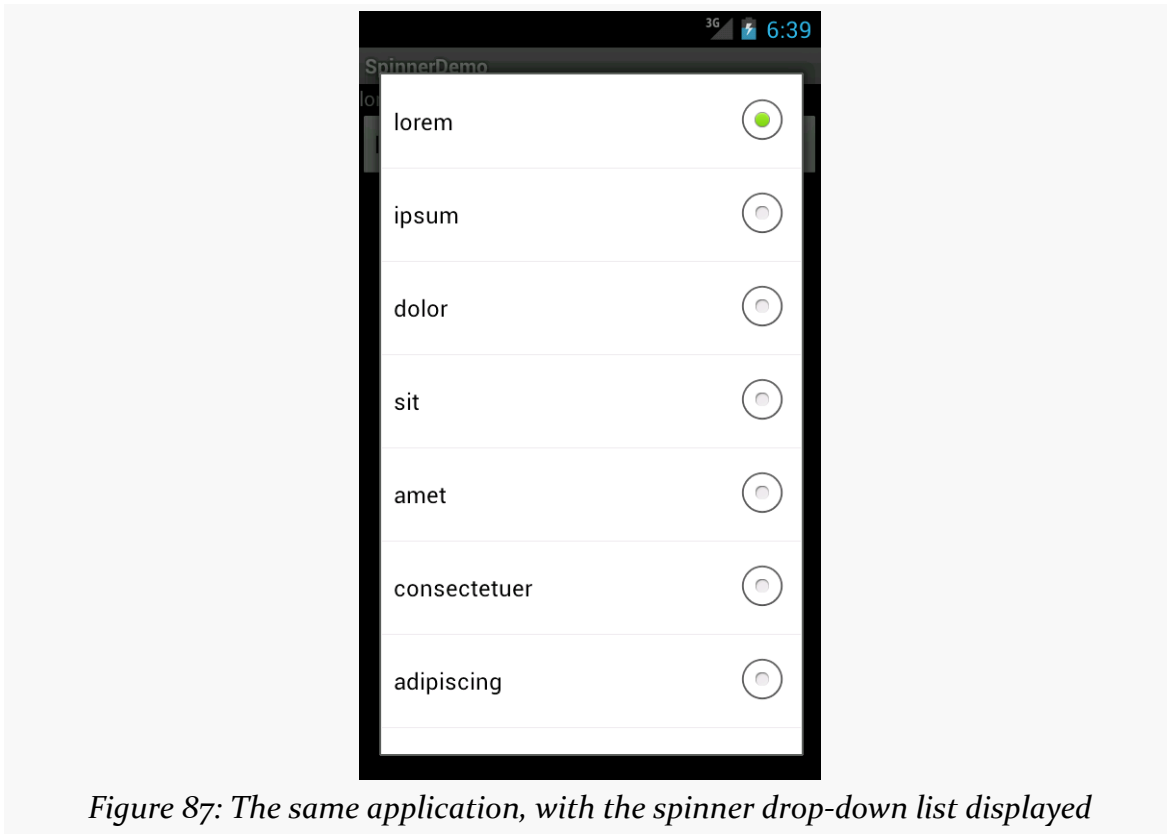 3G 6:39
SpinnerDemo
lorem
ipsum
dolor
sit
amet
consectetuer
adipiscing
Figure 87: The same application, with the spinner drop-down list displayed